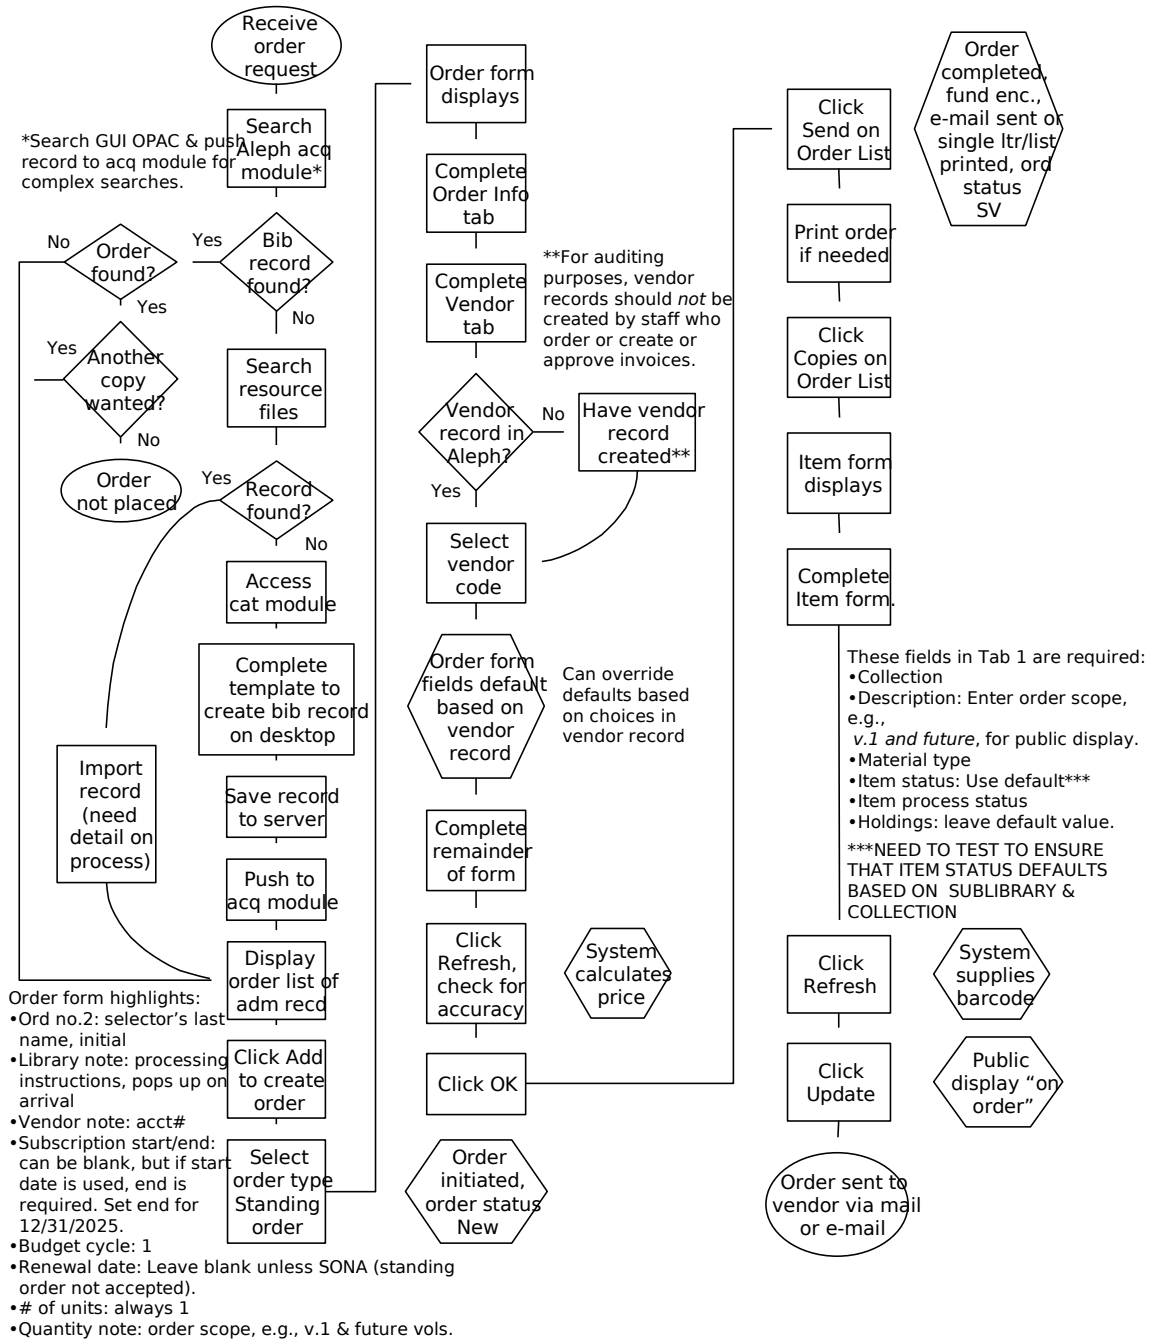 Receive
order
request
Search
Aleph acq
module*
*Search GUI OPAC & push
record to acq module for
complex searches.
No
Order
found?
Yes
Yes
Bib
record
found?
No
Yes
Another
copy
wanted?
No
Order
not placed
Search
resource
files
Yes
Record
found?
No
Access
cat module
Complete
template to
create bib record
on desktop
Import
record
(need
detail on
process)
Save record
to server
Push to
acq module
Display
order list of
adm recd
Click Add
to create
order
Select
order type
Standing
order
Order form highlights:
•Ord no.2: selector’s last
name, initial
•Library note: processing
instructions, pops up on
arrival
•Vendor note: acct#
•Subscription start/end:
can be blank, but if start
date is used, end is
required. Set end for
12/31/2025.
•Budget cycle: 1
•Renewal date: Leave blank unless SONA (standing
order not accepted).
•# of units: always 1
•Quantity note: order scope, e.g., v.1 & future vols.
Order form
displays
Complete
Order Info
tab
Complete
Vendor
tab
**For auditing
purposes, vendor
records should not be
created by staff who
order or create or
approve invoices.
Vendor
record in
Aleph?
No
Have vendor
record
created**
Yes
Select
vendor
code
Order form
fields default
based on
vendor
record
Can override
defaults based
on choices in
vendor record
Complete
remainder
of form
Click
Refresh,
check for
accuracy
System
calculates
price
Click OK
Order
initiated,
order status
New
Click
Send on
Order List
Order
completed,
fund enc.,
e-mail sent or
single ltr/list
printed, ord
status
SV
Print order
if needed
Click
Copies on
Order List
Item form
displays
Complete
Item form.
These fields in Tab 1 are required:
•Collection
•Description: Enter order scope,
e.g.,
v.1 and future, for public display.
•Material type
•Item status: Use default***
•Item process status
•Holdings: leave default value.
***NEED TO TEST TO ENSURE
THAT ITEM STATUS DEFAULTS
BASED ON SUBLIBRARY &
COLLECTION
Click
Refresh
System
supplies
barcode
Click
Update
Public
display “on
order”
Order sent to
vendor via mail
or e-mail